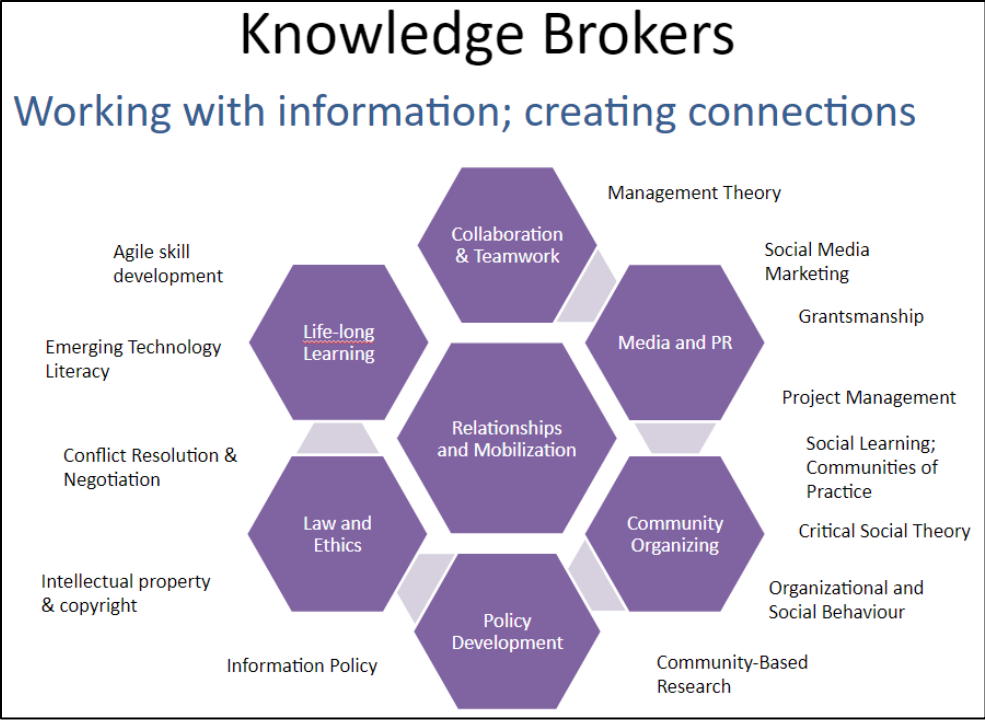 Knowledge Brokers
Working with information; creating connections
Management Theory
Collaboration
& Teamwork
Agile skill
development
Social Media
Marketing
Life-long
Learning
Grantsmanship
Media and PR
Emerging Technology
Literacy
Project Management
Relationships
and Mobilization
Conflict Resolution &
Negotiation
Social Learning;
Communities of
Practice
Law and
Ethics
Community
Organizing
Critical Social Theory
Intellectual property
& copyright
Organizational and
Social Behaviour
Policy
Development
Information Policy
Community-Based
Research